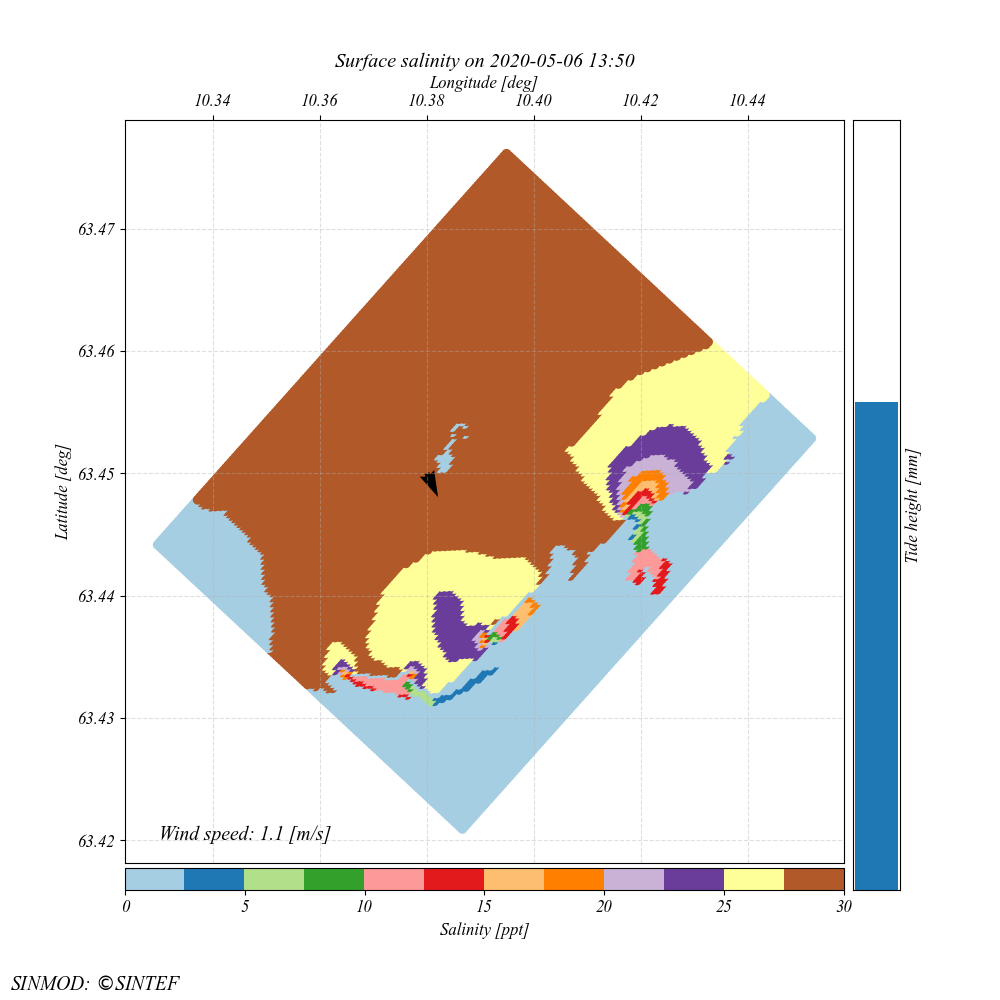 Surface salinity on 2020-05-06 13:50
Longitude [deg]
10.34 10.36 10.38 10.40 10.42 10.44
63.47
63.46
63.45
63.44
63.43
63.42
Latitude [deg]
Tide height [mm]
Wind speed: 1.1 [m/s]
0 5 10 15 20 25 30
Salinity [ppt]
SINMOD: ©SINTEF